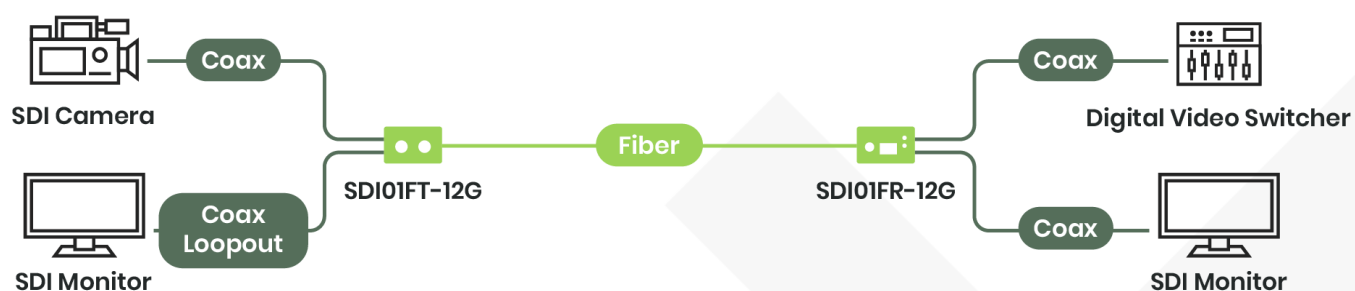 Coax
SDI Camera
Coax
Loopout
SDI Monitor
SDI01FT-12G
Fiber
SDI01FR-12G
Coax
Digital Video Switcher
Coax
SDI Monitor